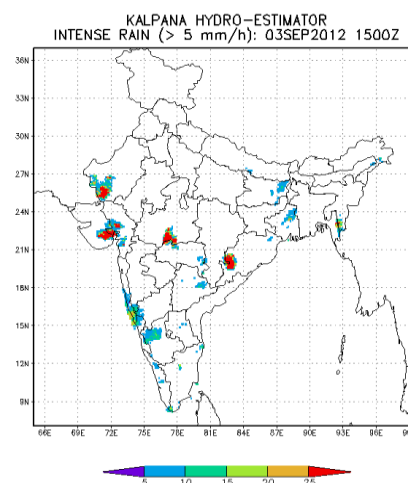 KALPANA HYDRO-ESTIMATOR
INTENSE RAIN (> 5 mm/h): 03SEP2012 1500Z
36N
33N
30N
27N
24N
21N
18N
15N
12N
9N
66E 69E 72E 75E 78E 81E 84E 87E 90E 93E 96E 9
5 10 15 20 25